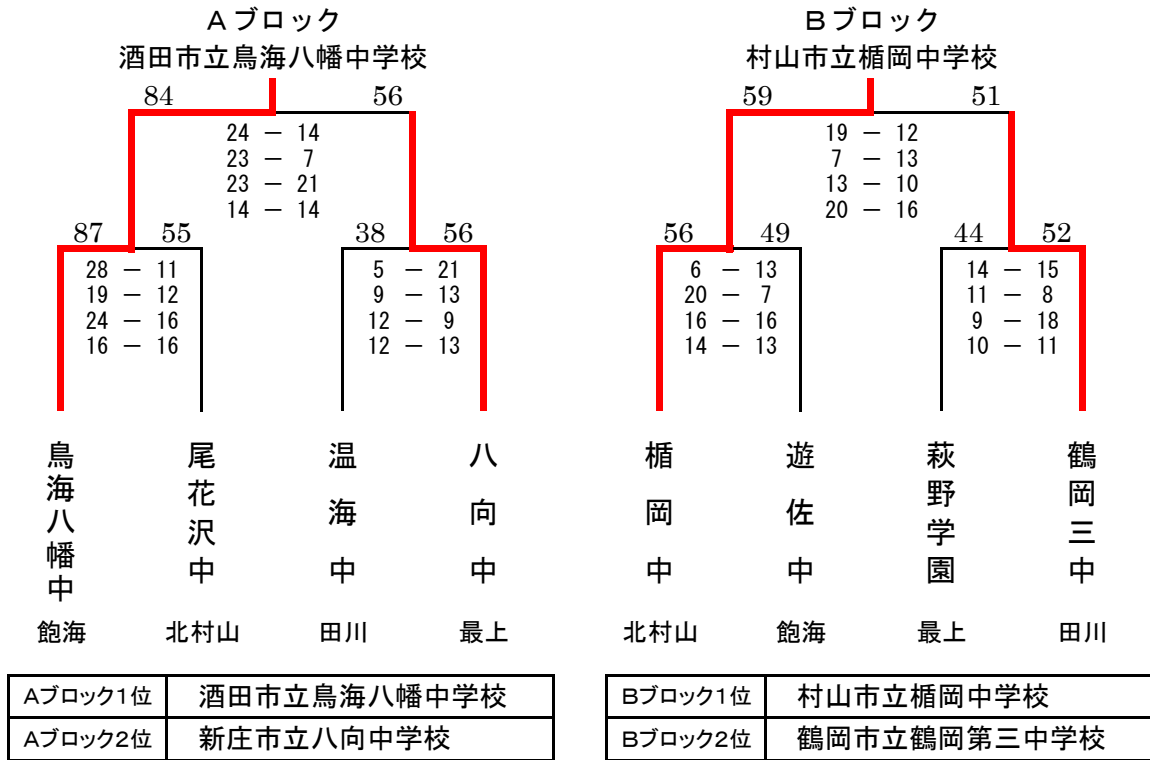 Aブロック
酒田市立鳥海八幡中学校
84 56
24 － 14
23 － 7
23 － 21
14 － 14
87 55
28 － 11
19 － 12
24 － 16
16 － 16
38 56
5 － 21
9 － 13
12 － 9
12 － 13
鳥海八幡中
尾花沢中
温海中
八向中
飽海 北村山 田川 最上
Aブロック1位 酒田市立鳥海八幡中学校
Aブロック2位 新庄市立八向中学校
Bブロック
村山市立楯岡中学校
59 51
19 － 12
7 － 13
13 － 10
20 － 16
56 49
6 － 13
20 － 7
16 － 16
14 － 13
44 52
14 － 15
11 － 8
9 － 18
10 － 11
楯岡中
遊佐中
萩野学園
鶴岡三中
北村山 飽海 最上 田川
Bブロック1位 村山市立楯岡中学校
Bブロック2位 鶴岡市立鶴岡第三中学校